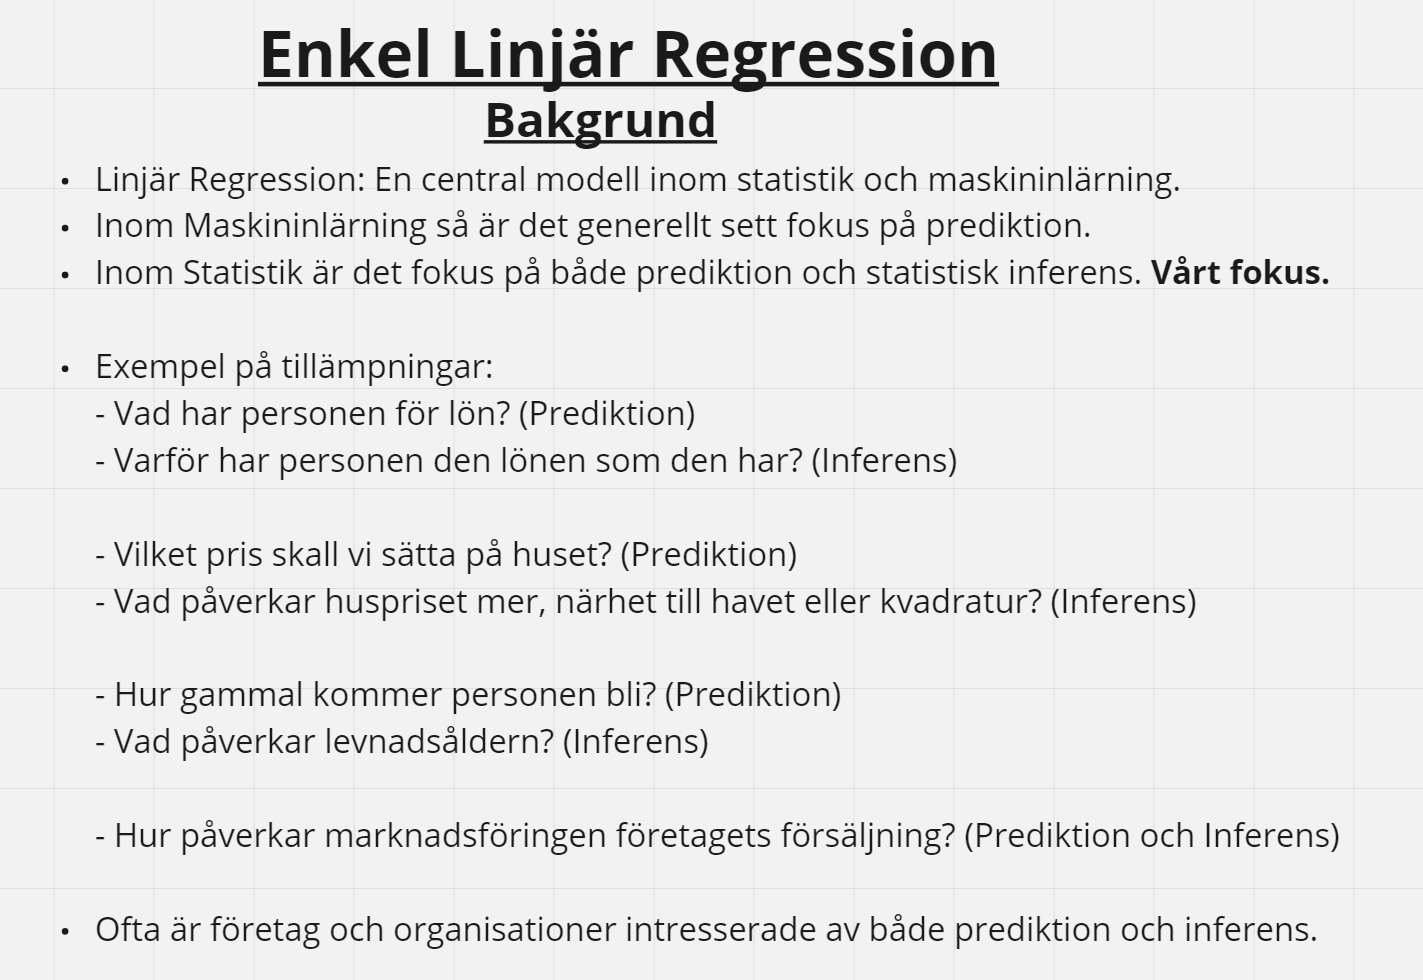 Enkel Linjär Regression
Bakgrund
• Linjär Regression: En central modell inom statistik och maskininlärning.
• Inom Maskininlärning så är det generellt sett fokus på prediktion.
• Inom Statistik är det fokus på både prediktion och statistisk inferens. Vårt fokus.
• Exempel på tillämpningar:
- Vad har personen för lön? (Prediktion)
- Varför har personen den lönen som den har? (Inferens)
- Vilket pris skall vi sätta på huset? (Prediktion)
- Vad påverkar huspriset mer, närhet till havet eller kvadratur? (Inferens)
- Hur gammal kommer personen bli? (Prediktion)
- Vad påverkar levnadsåldern? (Inferens)
- Hur påverkar marknadsföringen företagets försäljning? (Prediktion och Inferens)
• Ofta är företag och organisationer intresserade av både prediktion och inferens.